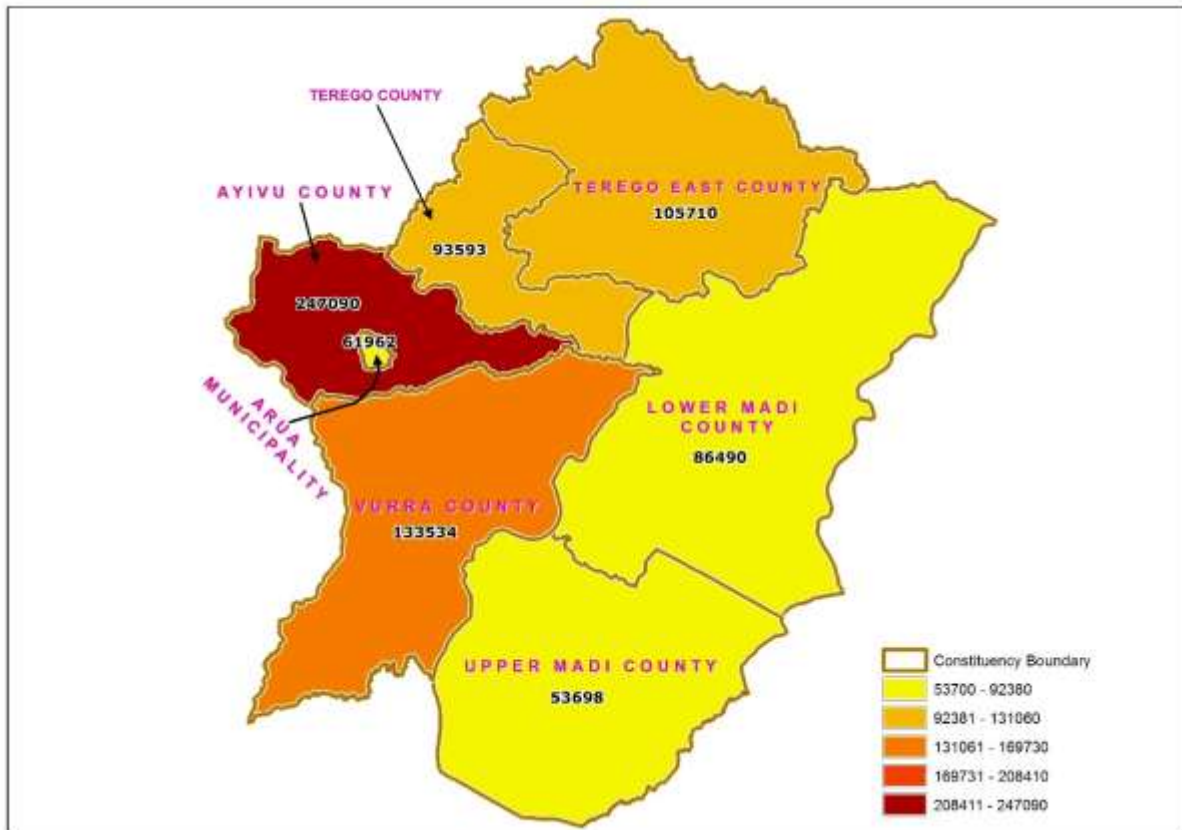 TEREGO COUNTY
AYIVU COUNTY
TEREGO EAST COUNTY
105710
93593
247090
61962
ARUA
MUNICIPALITY
LOWER MADI
COUNTY
86490
VURRA COUNTY
133534
UPPER MADI COUNTY
53698
Constituency Boundary
53700 - 92380
92381 - 131060
131061 - 169730
169731 - 208410
208411 - 247090